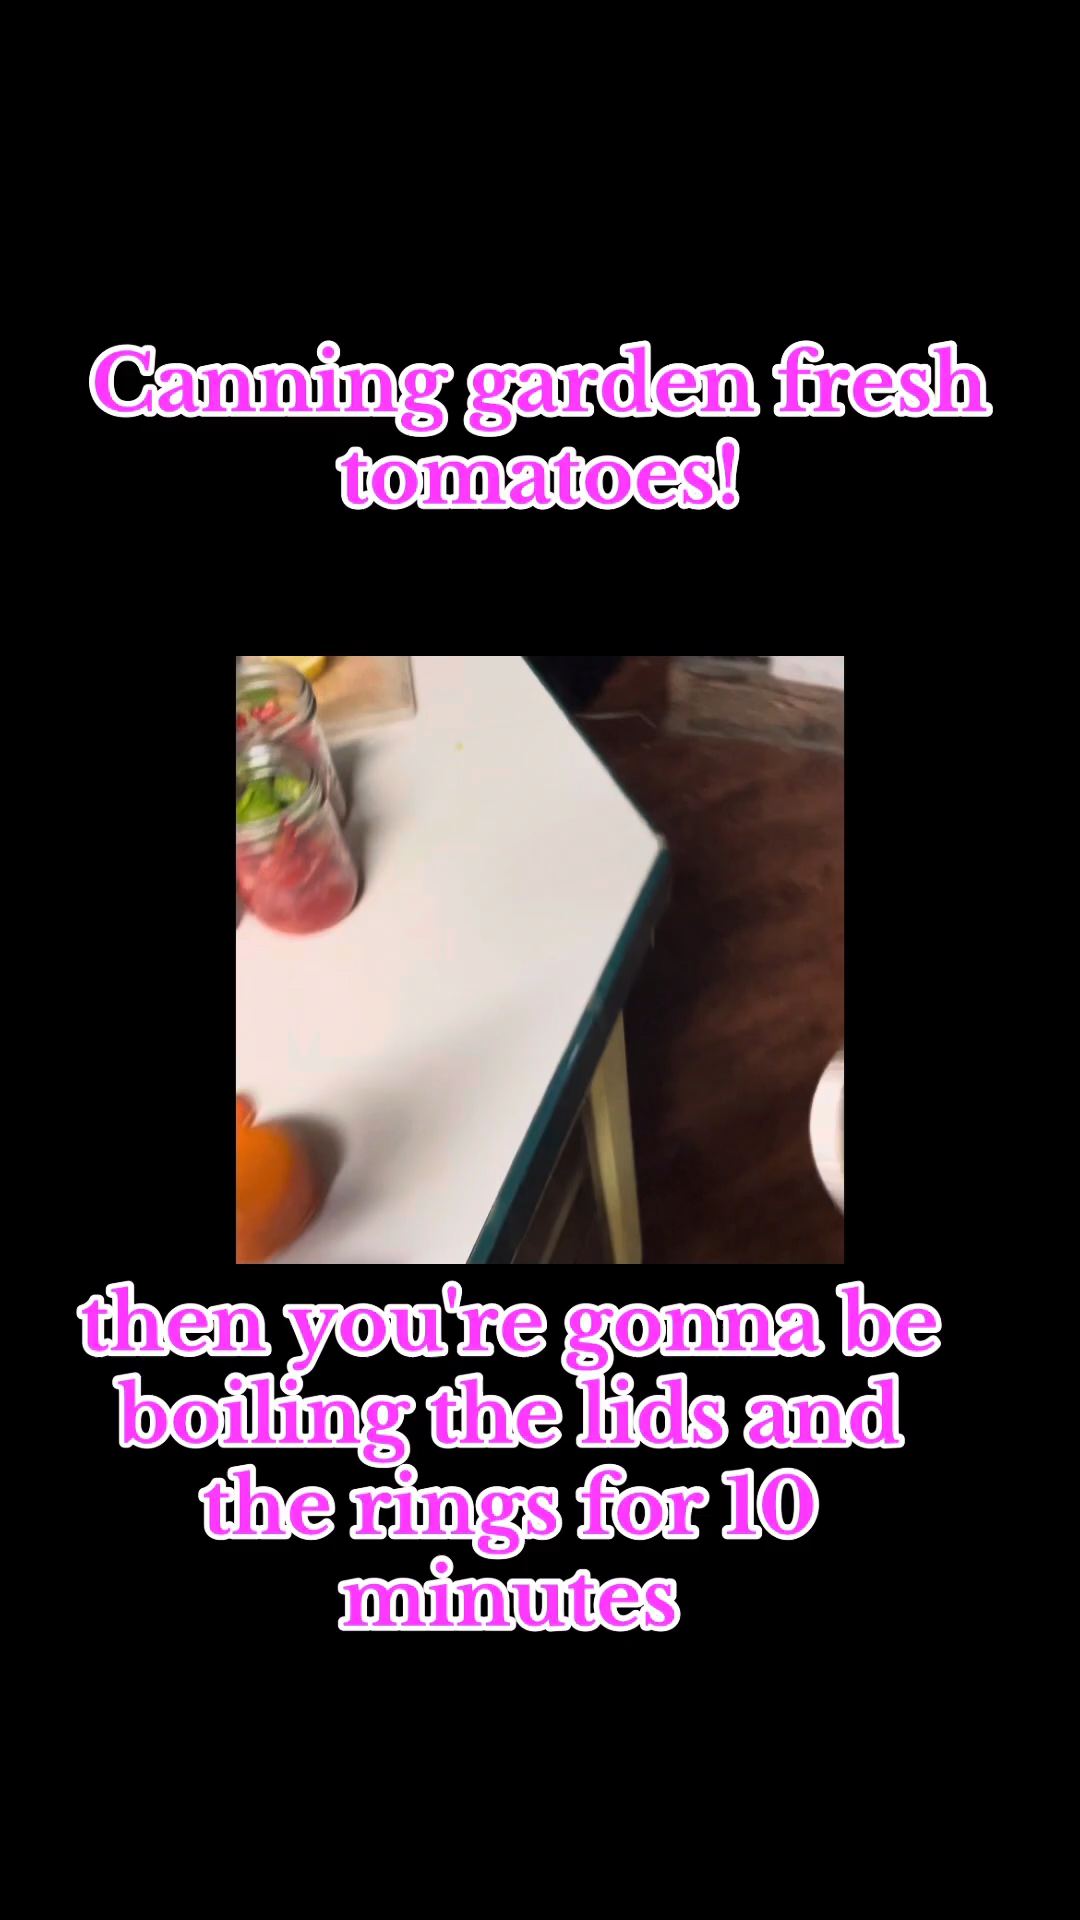 Canning garden fresh
tomatoes!
then you're gonna be
boiling the lids and
the rings for 10
minutes